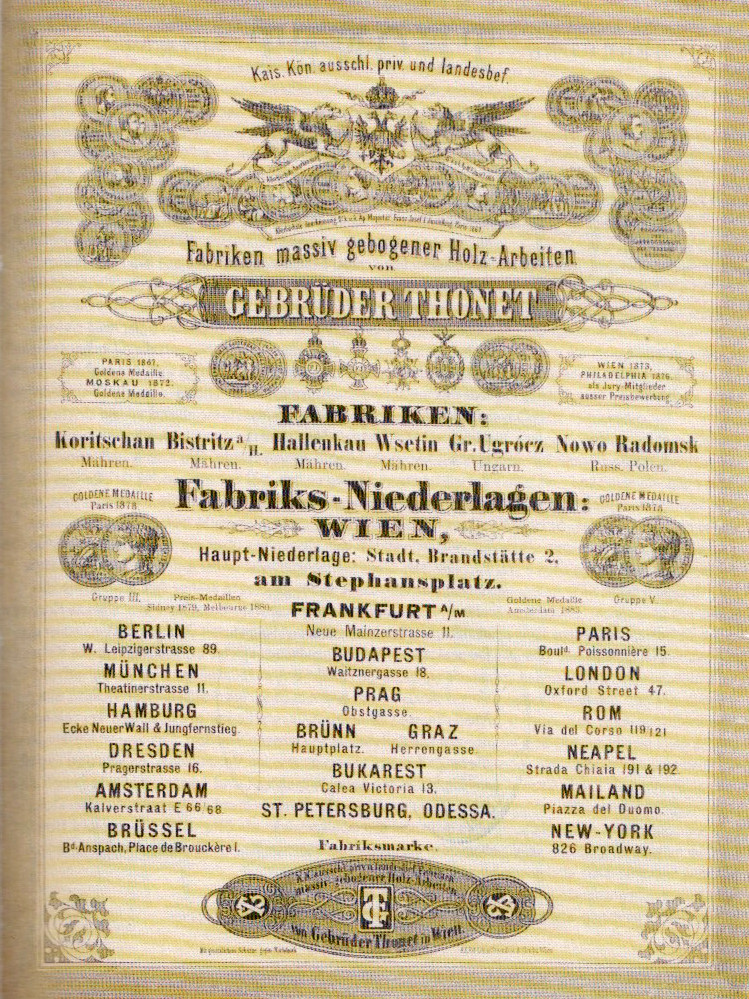 Kais. Kön. ausschl. priv. und landesbef.
Fabriken massiv gebogener Holz-Arbeiten
von
GEBRÜDER THONET
PARIS 1867.
Goldene Medaille
MOSKAU 1872.
Goldene Medaille.
WIEN 1873,
PHILADELPHIA 1876.
als Jury-Mitglieder
ausser Preisbewerbung
FABRIKEN:
Koritschan Bistritz a/H. Hallenkau Wsetin Gr. Ugrócz Nowo Radomsk
Mähren. Mähren. Mähren. Mähren. Ungarn. Russ. Polen.
Fabriks-Niederlagen:
GOLDENE MEDAILLE
Paris 1878
GOLDENE MEDAILLE
Paris 1878
WIEN,
Haupt-Niederlage: Stadt, Brandstätte 2,
am Stephansplatz.
Gruppe III.
Preis-Medaillen
Sidney 1879, Melbourne 1880.
Goldene Medaille
Amsterdam 1883.
Gruppe V.
FRANKFURT A/M
Neue Mainzerstrasse 11.
BERLIN
W. Leipzigerstrasse 89.
MÜNCHEN
Theatinerstrasse 11.
HAMBURG
Ecke Neuer Wall & Jungfernstieg.
DRESDEN
Pragerstrasse 16.
AMSTERDAM
Kalverstraat E 66/68.
BRÜSSEL
Bd. Anspach, Place de Brouckère 1.
BUDAPEST
Waitznergasse 18.
PRAG
Obstgasse.
BRÜNN GRAZ
Hauptplatz. Herrengasse.
BUKAREST
Calea Victoria 13.
ST. PETERSBURG, ODESSA.
PARIS
Bould. Poissonnière 15.
LONDON
Oxford Street 47.
ROM
Via del Corso 119/121
NEAPEL
Strada Chiaia 191 & 192.
MAILAND
Piazza del Duomo.
NEW-YORK
826 Broadway.
Fabriksmarke.
massiv gebogener Holz-Arbeiten
TG
von Gebrüder Thonet in Wien.